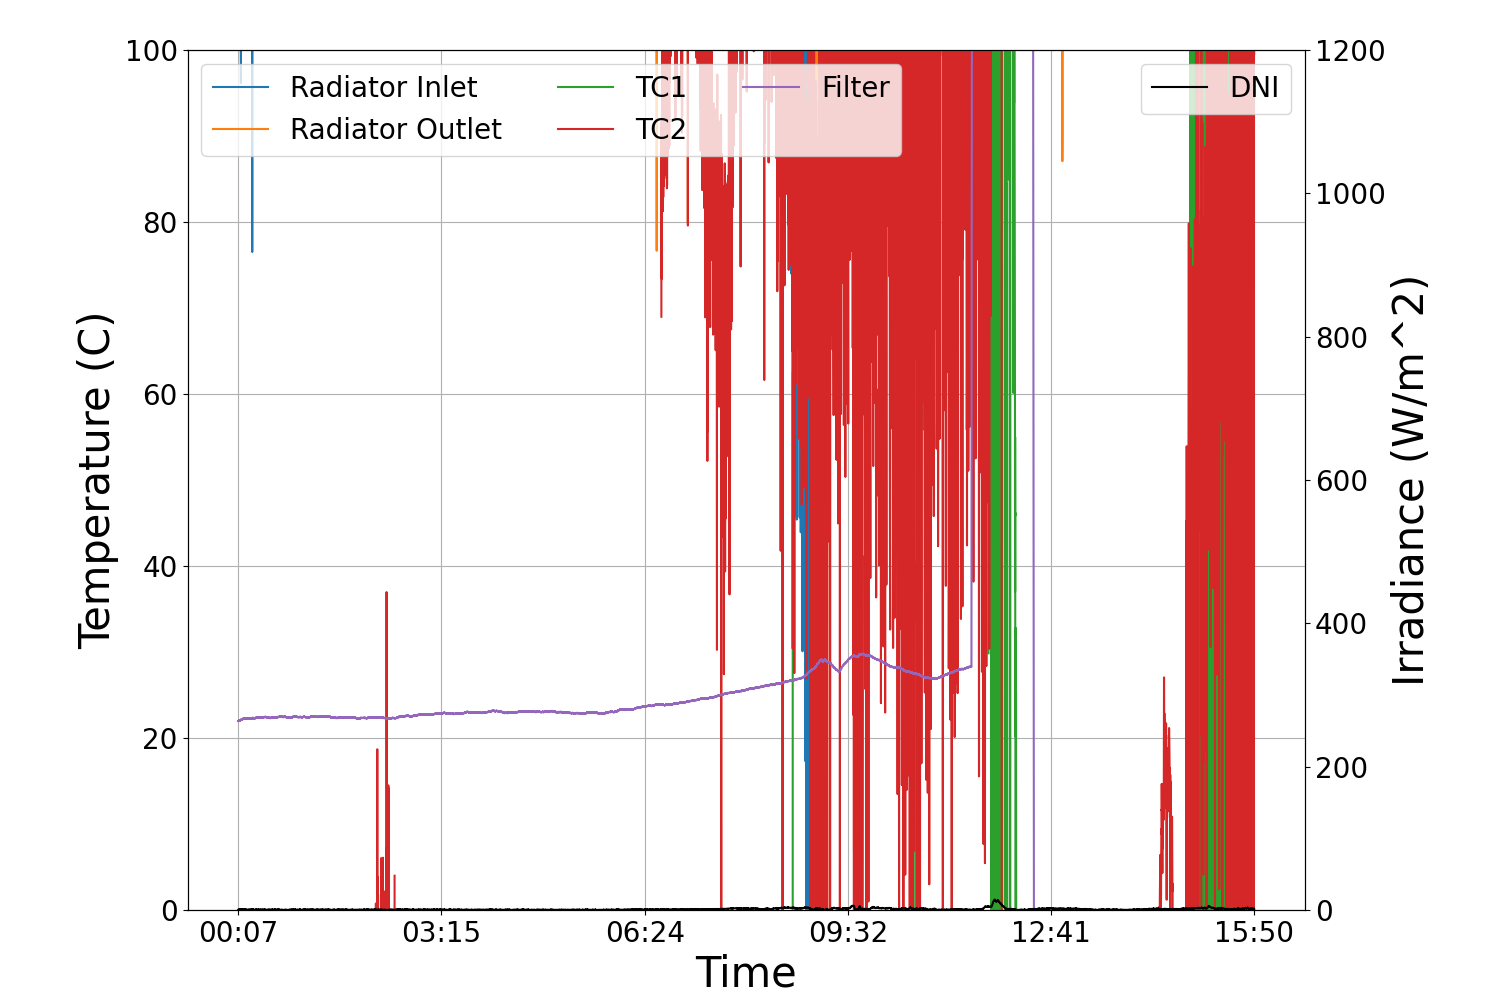 100
80
60
40
20
0
Temperature (C)
Radiator Inlet
Radiator Outlet
TC1
TC2
Filter
DNI
1200
1000
800
600
400
200
0
Irradiance (W/m^2)
00:07 03:15 06:24 09:32 12:41 15:50
Time